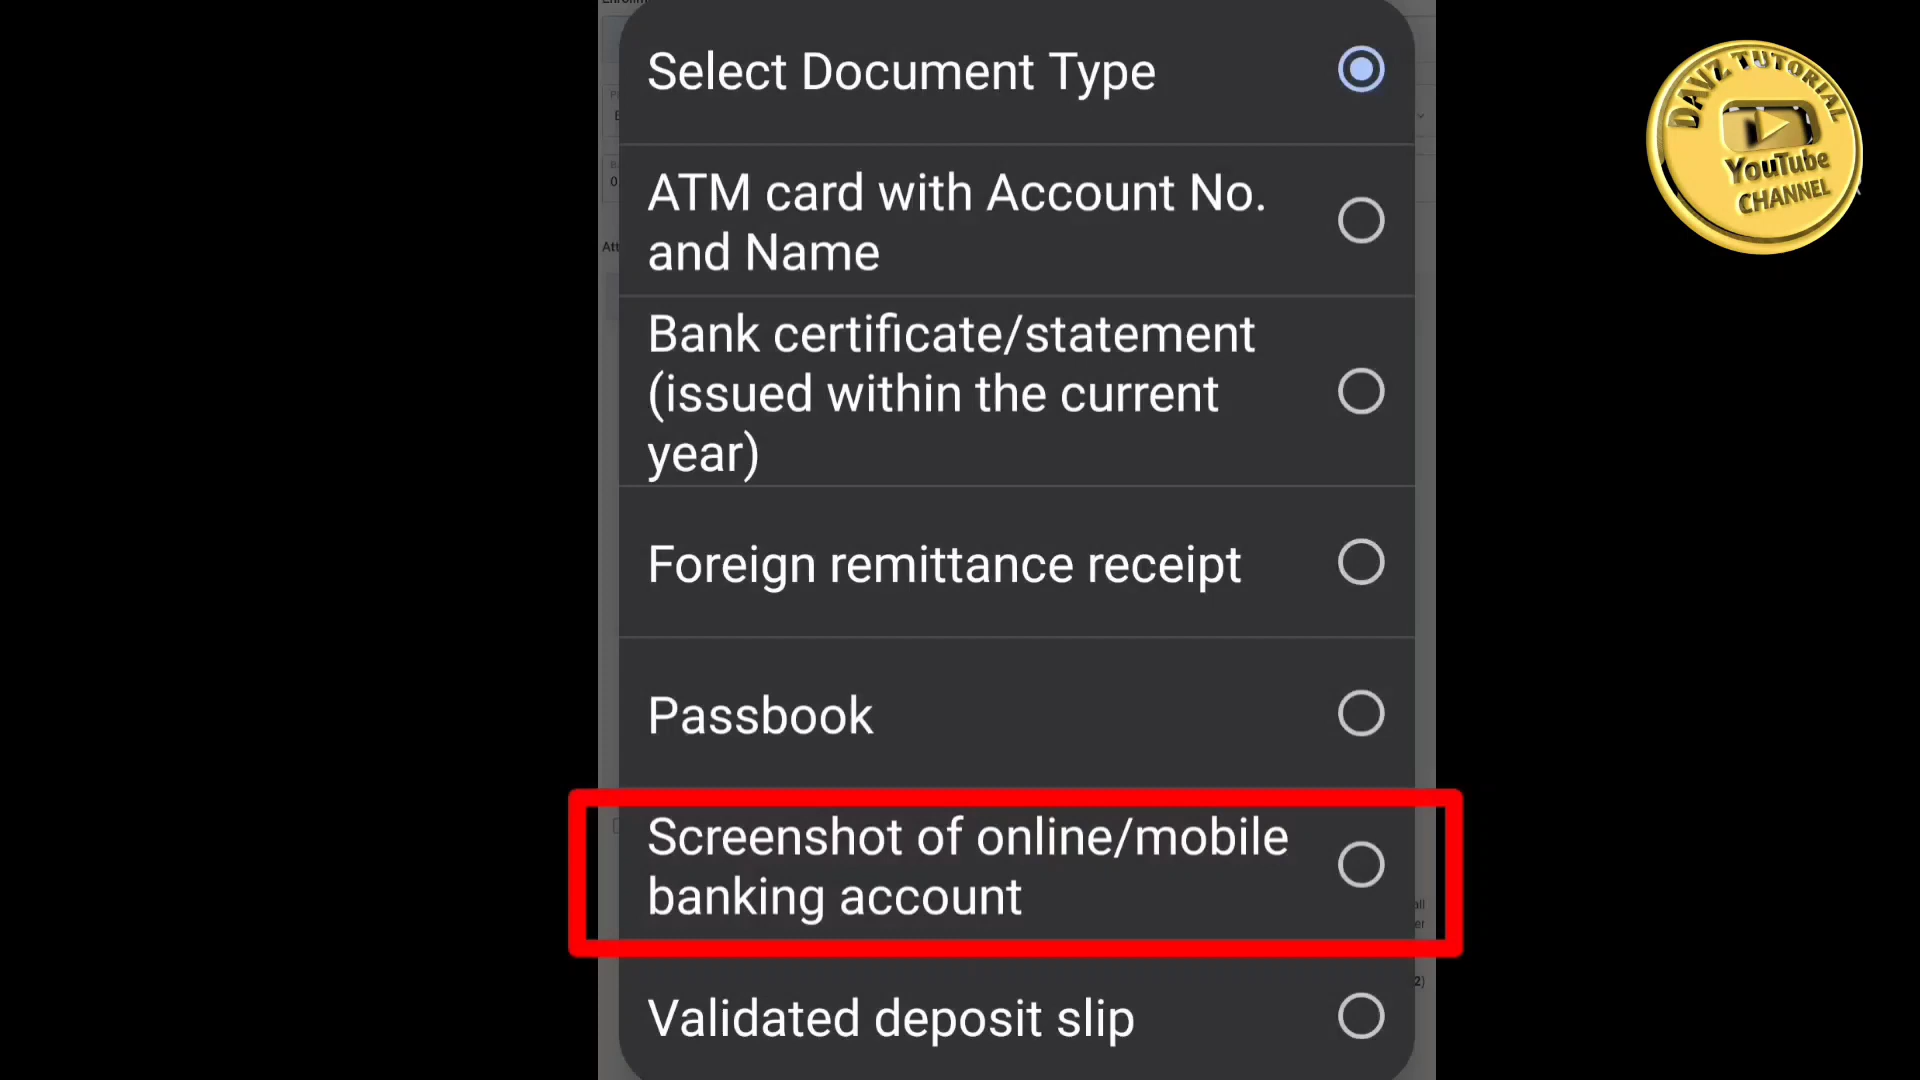 Select Document Type
ATM card with Account No.
and Name
Bank certificate/statement
(issued within the current
year)
Foreign remittance receipt
Passbook
Screenshot of online/mobile
banking account
Validated deposit slip
DAVZ TUTORIAL
YouTube
CHANNEL